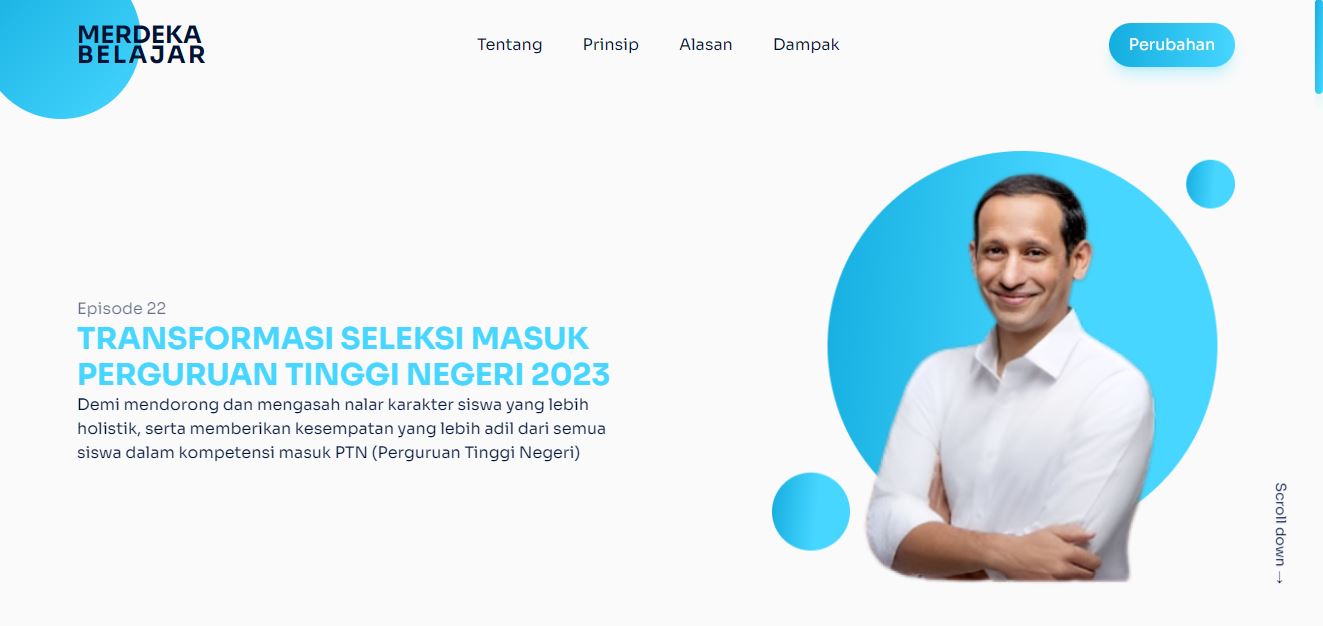 MERDEKA
BELAJAR
Tentang Prinsip Alasan Dampak
Perubahan
Episode 22
TRANSFORMASI SELEKSI MASUK
PERGURUAN TINGGI NEGERI 2023
Demi mendorong dan mengasah nalar karakter siswa yang lebih
holistik, serta memberikan kesempatan yang lebih adil dari semua
siswa dalam kompetensi masuk PTN (Perguruan Tinggi Negeri)
Scroll down →